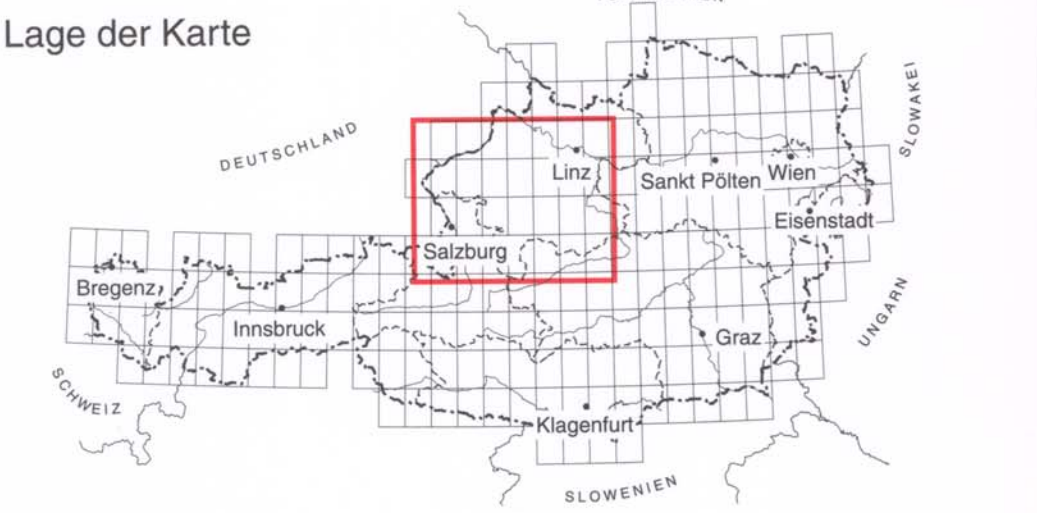 Lage der Karte
DEUTSCHLAND
SLOWAKEI
Linz
Sankt Pölten
Wien
Eisenstadt
Salzburg
Bregenz
Innsbruck
Graz
UNGARN
SCHWEIZ
Klagenfurt
SLOWENIEN